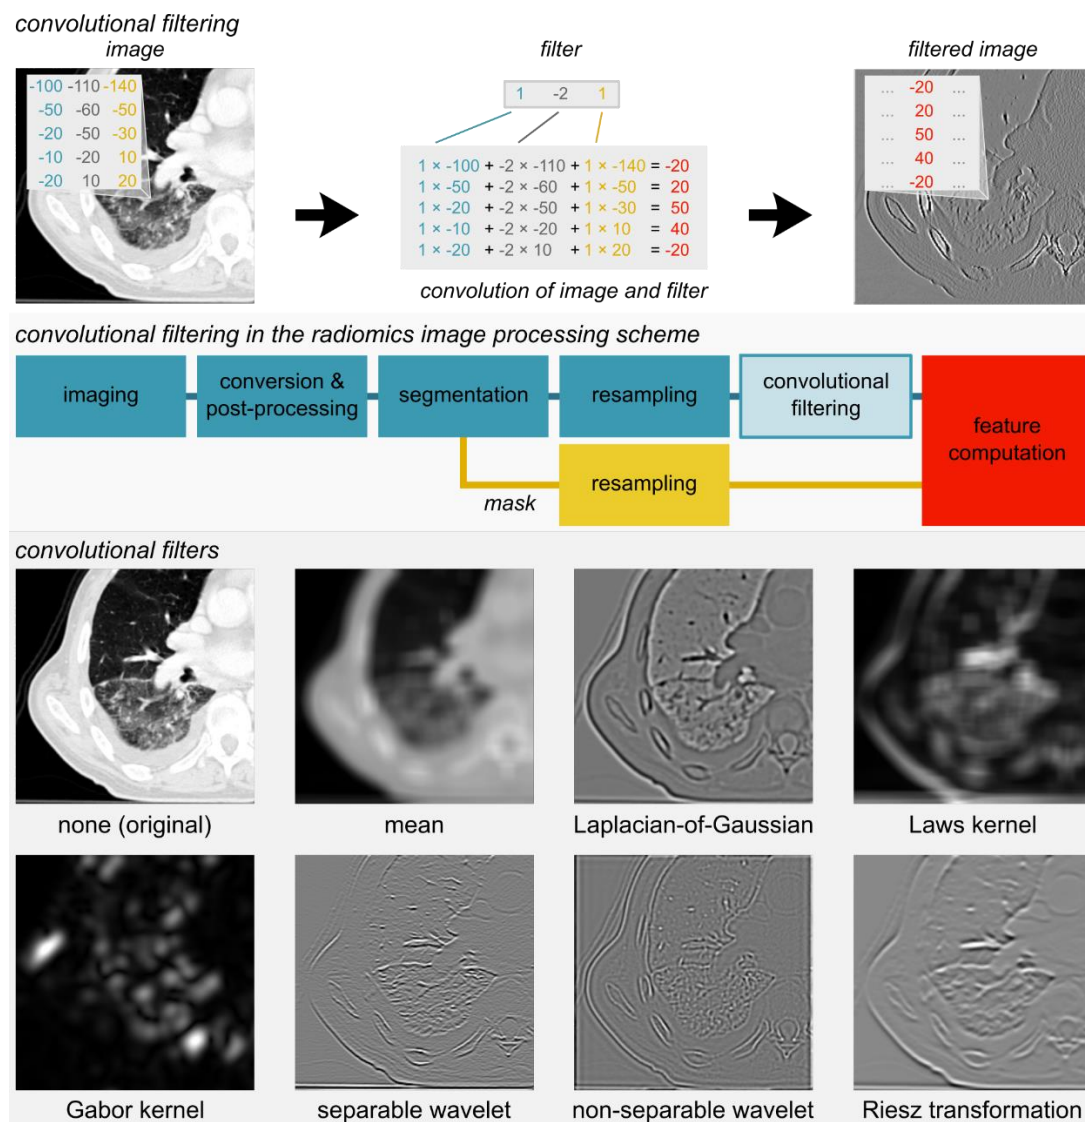 convolutional filtering
image
filter
filtered image
-100 -110 -140
-50 -60 -50
-20 -50 -30
-10 -20 10
-20 10 20
1 -2 1
1 × -100 + -2 × -110 + 1 × -140 = -20
1 × -50 + -2 × -60 + 1 × -50 = 20
1 × -20 + -2 × -50 + 1 × -30 = 50
1 × -10 + -2 × -20 + 1 × 10 = 40
1 × -20 + -2 × 10 + 1 × 20 = -20
convolution of image and filter
... -20 ...
... 20 ...
... 50 ...
... 40 ...
... -20 ...
convolutional filtering in the radiomics image processing scheme
imaging
conversion &
post-processing
segmentation
resampling
convolutional
filtering
feature
computation
mask
resampling
convolutional filters
none (original)
mean
Laplacian-of-Gaussian
Laws kernel
Gabor kernel
separable wavelet
non-separable wavelet
Riesz transformation